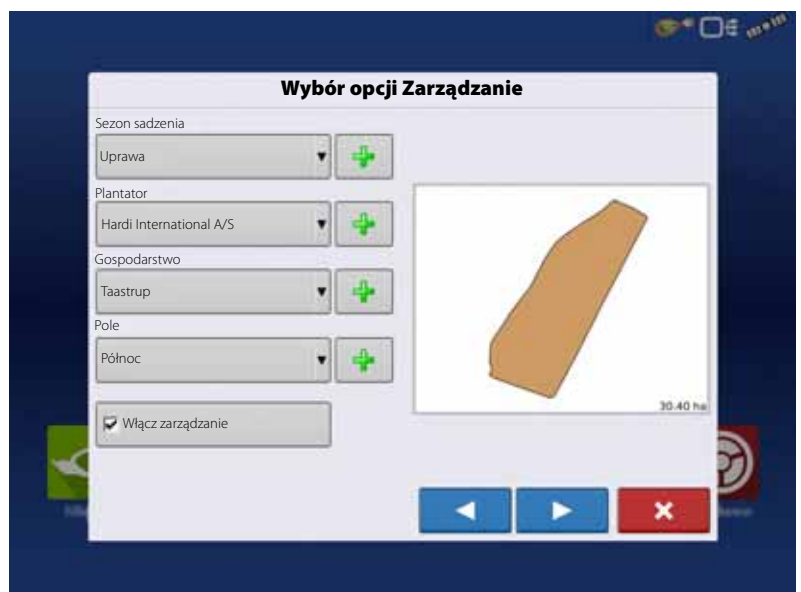 Wybór opcji Zarządzanie
Sezon sadzenia
Uprawa
Plantator
Hardi International A/S
Gospodarstwo
Taastrup
Pole
Północ
30.40 ha
Włącz zarządzanie